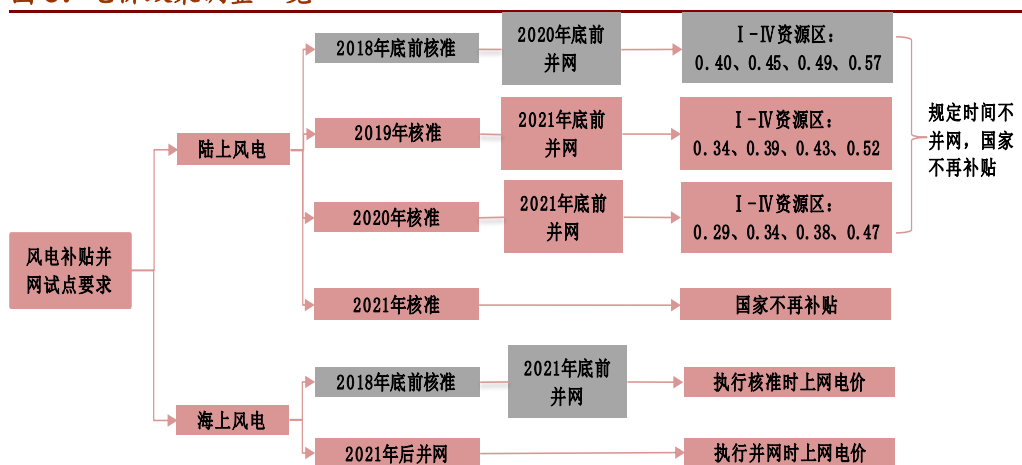 2018年底前核准
2020年底前
并网
Ⅰ-Ⅳ资源区：
0.40、0.45、0.49、0.57
规定时间不
并网，国家
不再补贴
陆上风电
2019年核准
2021年底前
并网
Ⅰ-Ⅳ资源区：
0.34、0.39、0.43、0.52
2020年核准
2021年底前
并网
Ⅰ-Ⅳ资源区：
0.29、0.34、0.38、0.47
风电补贴并
网试点要求
2021年核准
国家不再补贴
海上风电
2018年底前核准
2021年底前
并网
执行核准时上网电价
2021年后并网
执行并网时上网电价